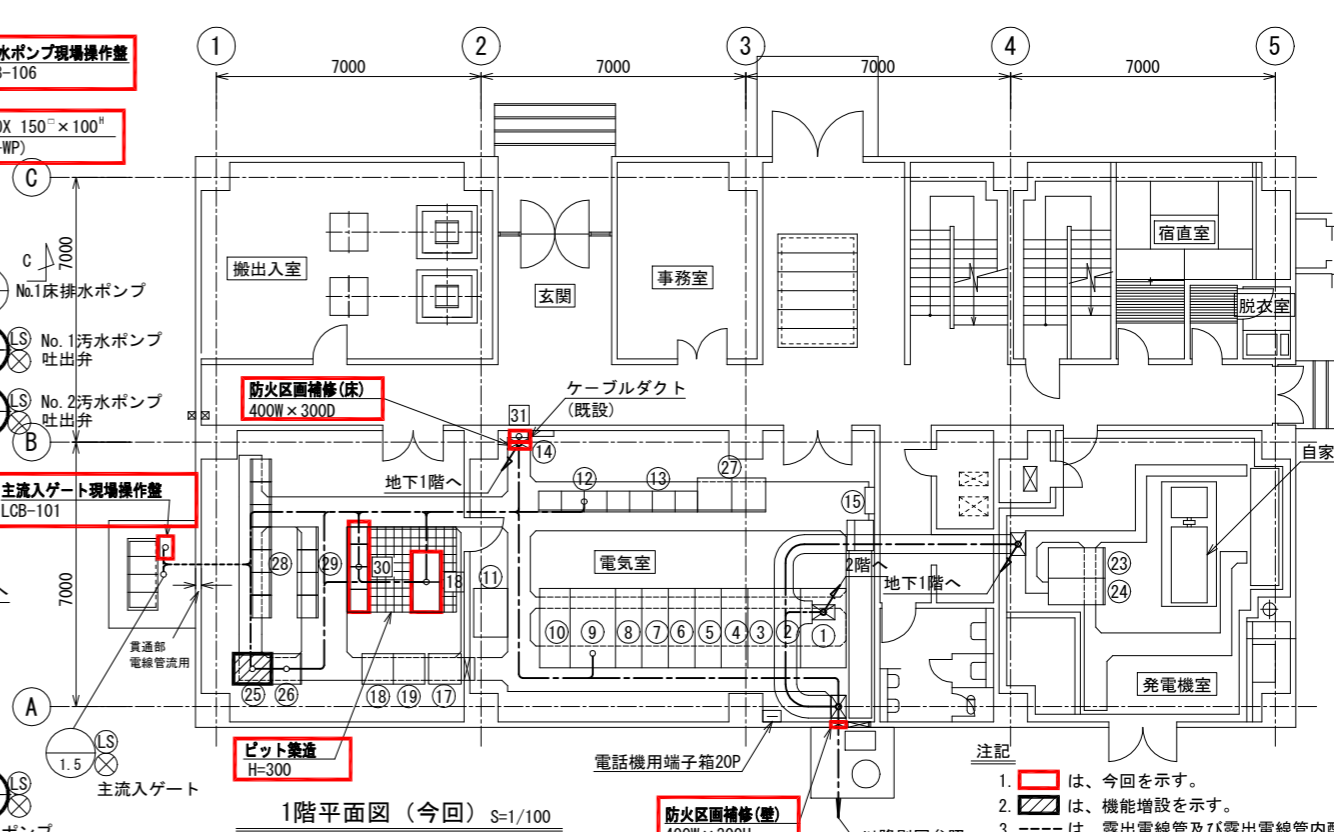 1
2
3
4
5
7000
7000
7000
7000
水ポンプ現場操作盤
-106
150□×100H
WP)
C
C
7000
No.1床排水ポンプ
LS
No.1汚水ポンプ
吐出弁
LS
No.2汚水ポンプ
吐出弁
B
搬出入室
玄関
事務室
宿直室
脱衣室
防火区画補修(床)
400W×300D
ケーブルダクト
(既設)
31
14
地下1階へ
12
13
27
15
自家
主流入ゲート現場操作盤
LCB-101
7000
28
29
30
18
11
電気室
2階へ
地下1階へ
23
24
10
9
8
7
6
5
4
3
2
1
貫通部
電線管流用
25
26
18
19
17
発電機室
A
1.5
LS
主流入ゲート
ピット築造
H=300
電話機用端子箱20P
注記
1. は、今回を示す。
2. は、機能増設を示す。
LS
ポンプ
1階平面図（今回） S=1/100
防火区画補修(壁)